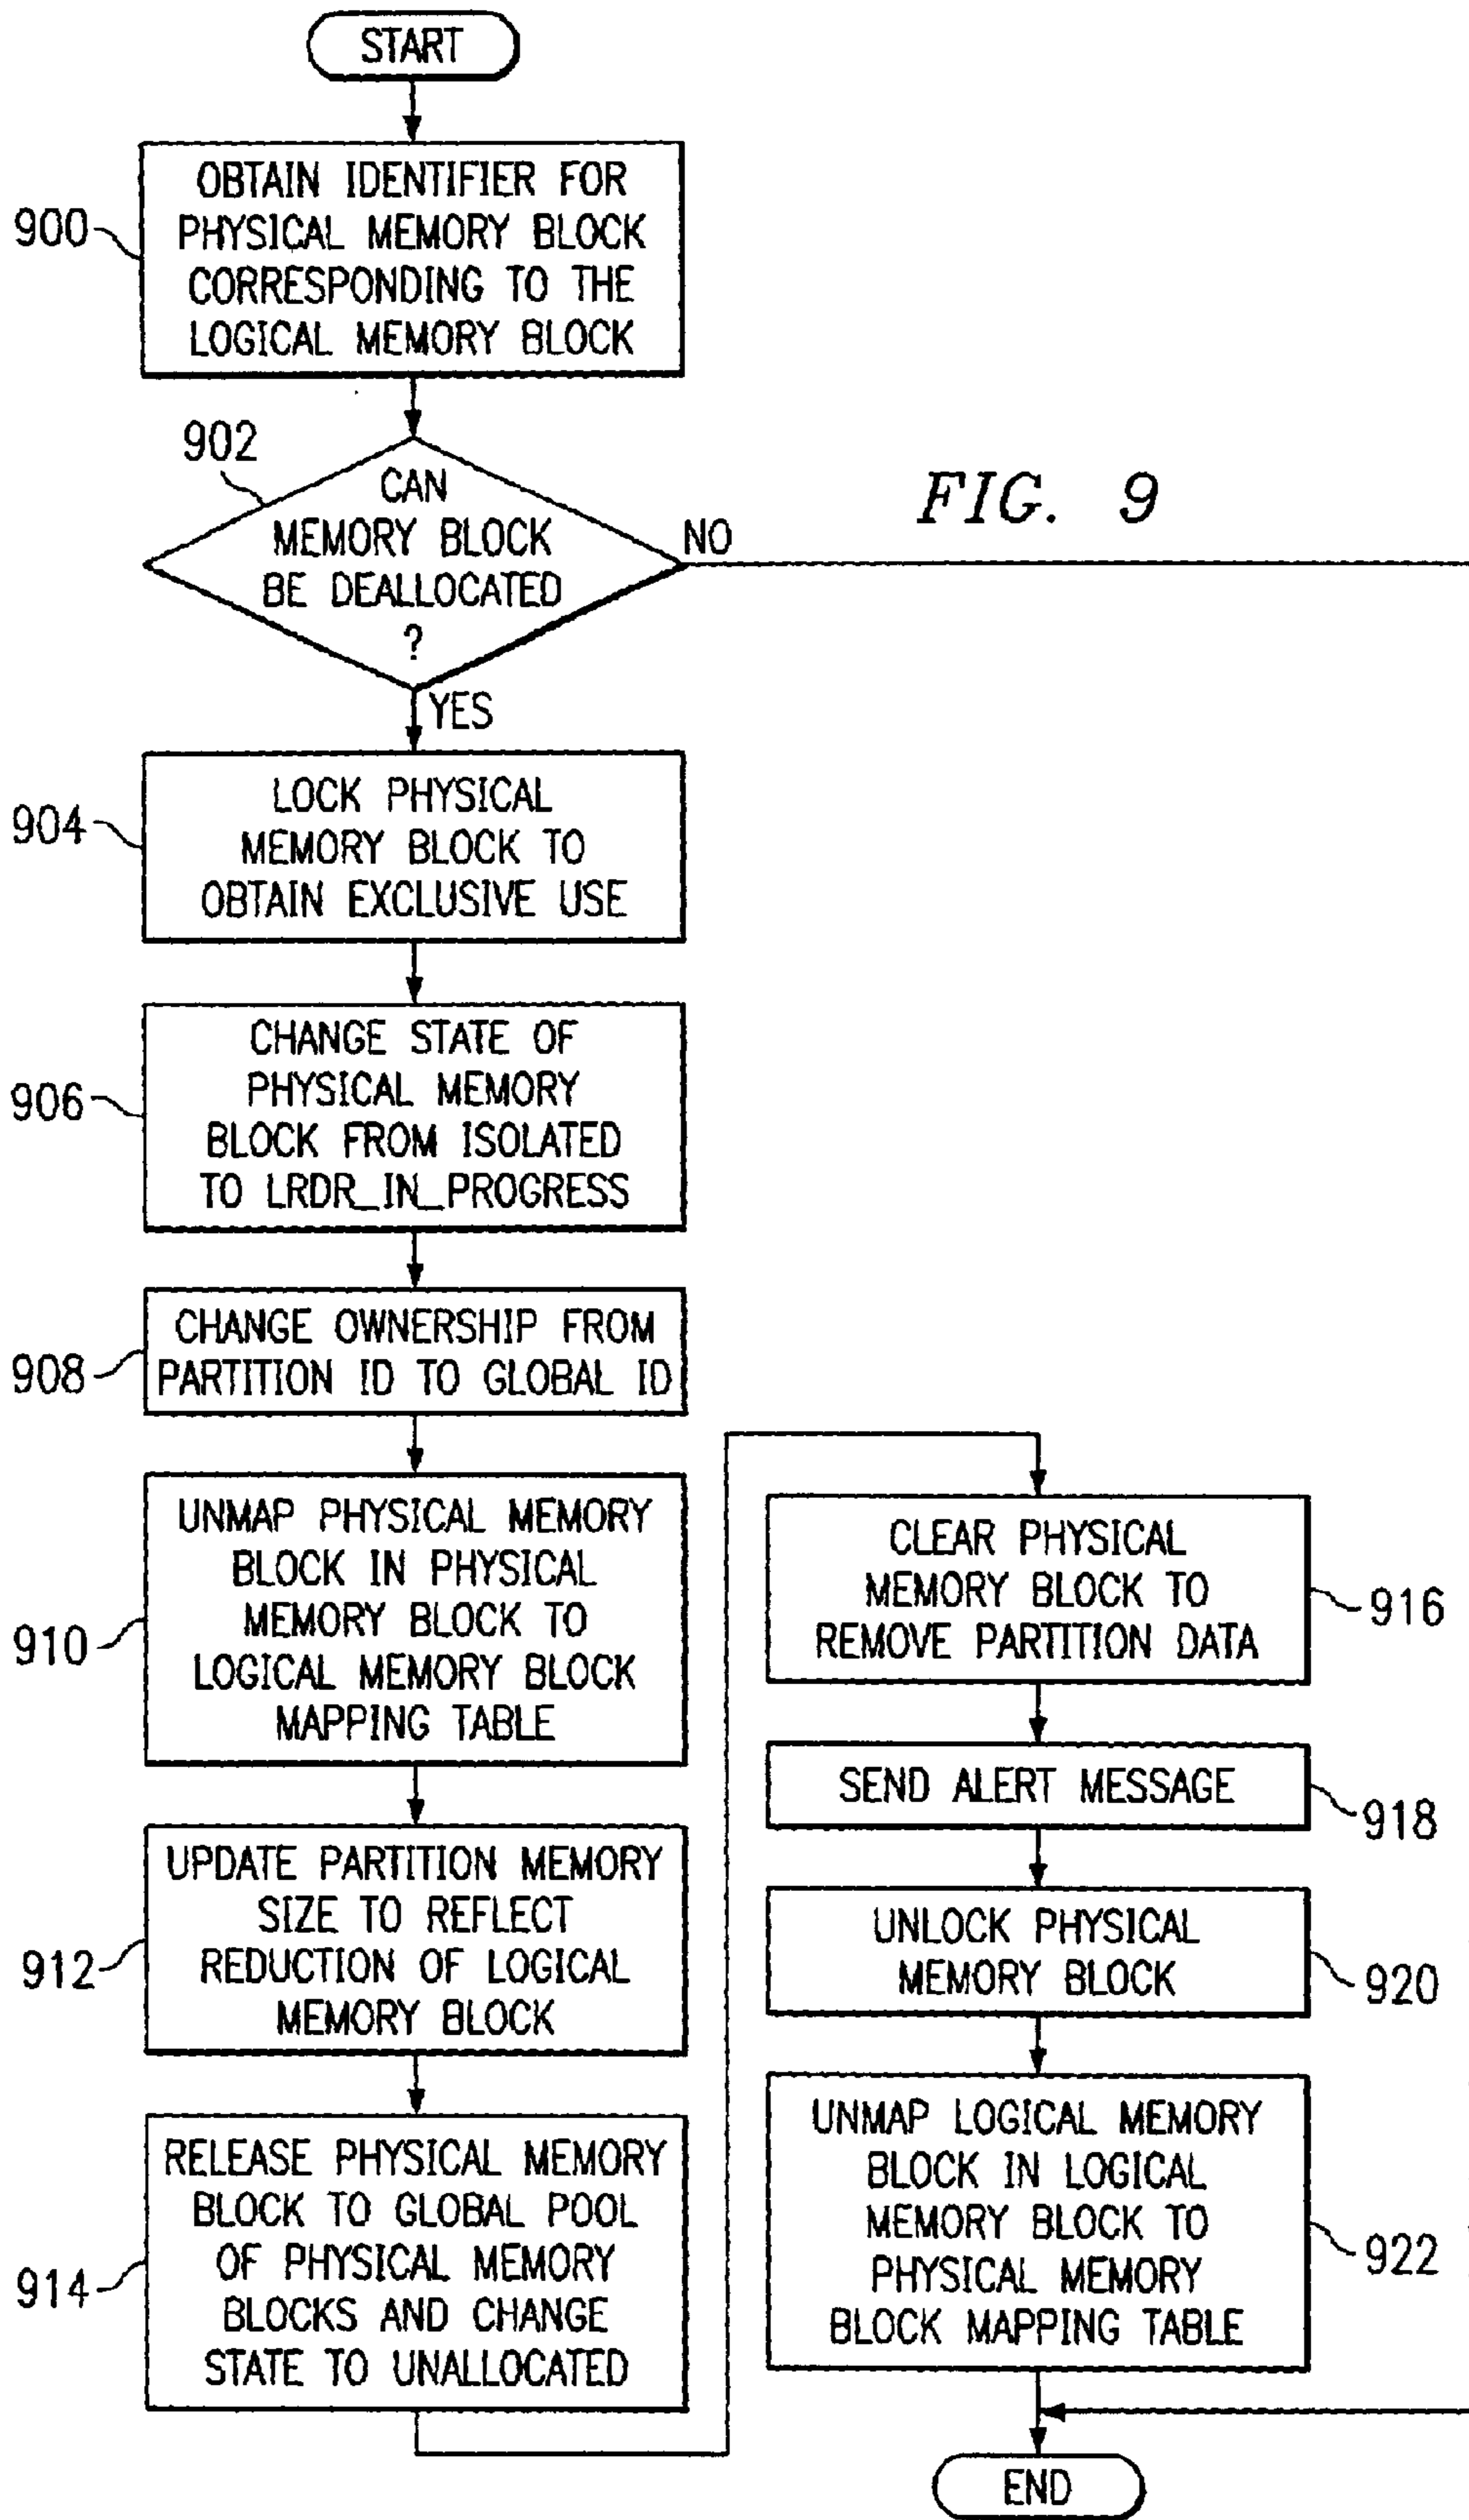 START
900
OBTAIN IDENTIFIER FOR
PHYSICAL MEMORY BLOCK
CORRESPONDING TO THE
LOGICAL MEMORY BLOCK
902
CAN
MEMORY BLOCK
BE DEALLOCATED
?
NO
FIG. 9
YES
904
LOCK PHYSICAL
MEMORY BLOCK TO
OBTAIN EXCLUSIVE USE
906
CHANGE STATE OF
PHYSICAL MEMORY
BLOCK FROM ISOLATED
TO LRDR_IN_PROGRESS
908
CHANGE OWNERSHIP FROM
PARTITION ID TO GLOBAL ID
910
UNMAP PHYSICAL MEMORY
BLOCK IN PHYSICAL
MEMORY BLOCK TO
LOGICAL MEMORY BLOCK
MAPPING TABLE
912
UPDATE PARTITION MEMORY
SIZE TO REFLECT
REDUCTION OF LOGICAL
MEMORY BLOCK
914
RELEASE PHYSICAL MEMORY
BLOCK TO GLOBAL POOL
OF PHYSICAL MEMORY
BLOCKS AND CHANGE
STATE TO UNALLOCATED
CLEAR PHYSICAL
MEMORY BLOCK TO
REMOVE PARTITION DATA
916
SEND ALERT MESSAGE
918
UNLOCK PHYSICAL
MEMORY BLOCK
920
UNMAP LOGICAL MEMORY
BLOCK IN LOGICAL
MEMORY BLOCK TO
PHYSICAL MEMORY
BLOCK MAPPING TABLE
922
END